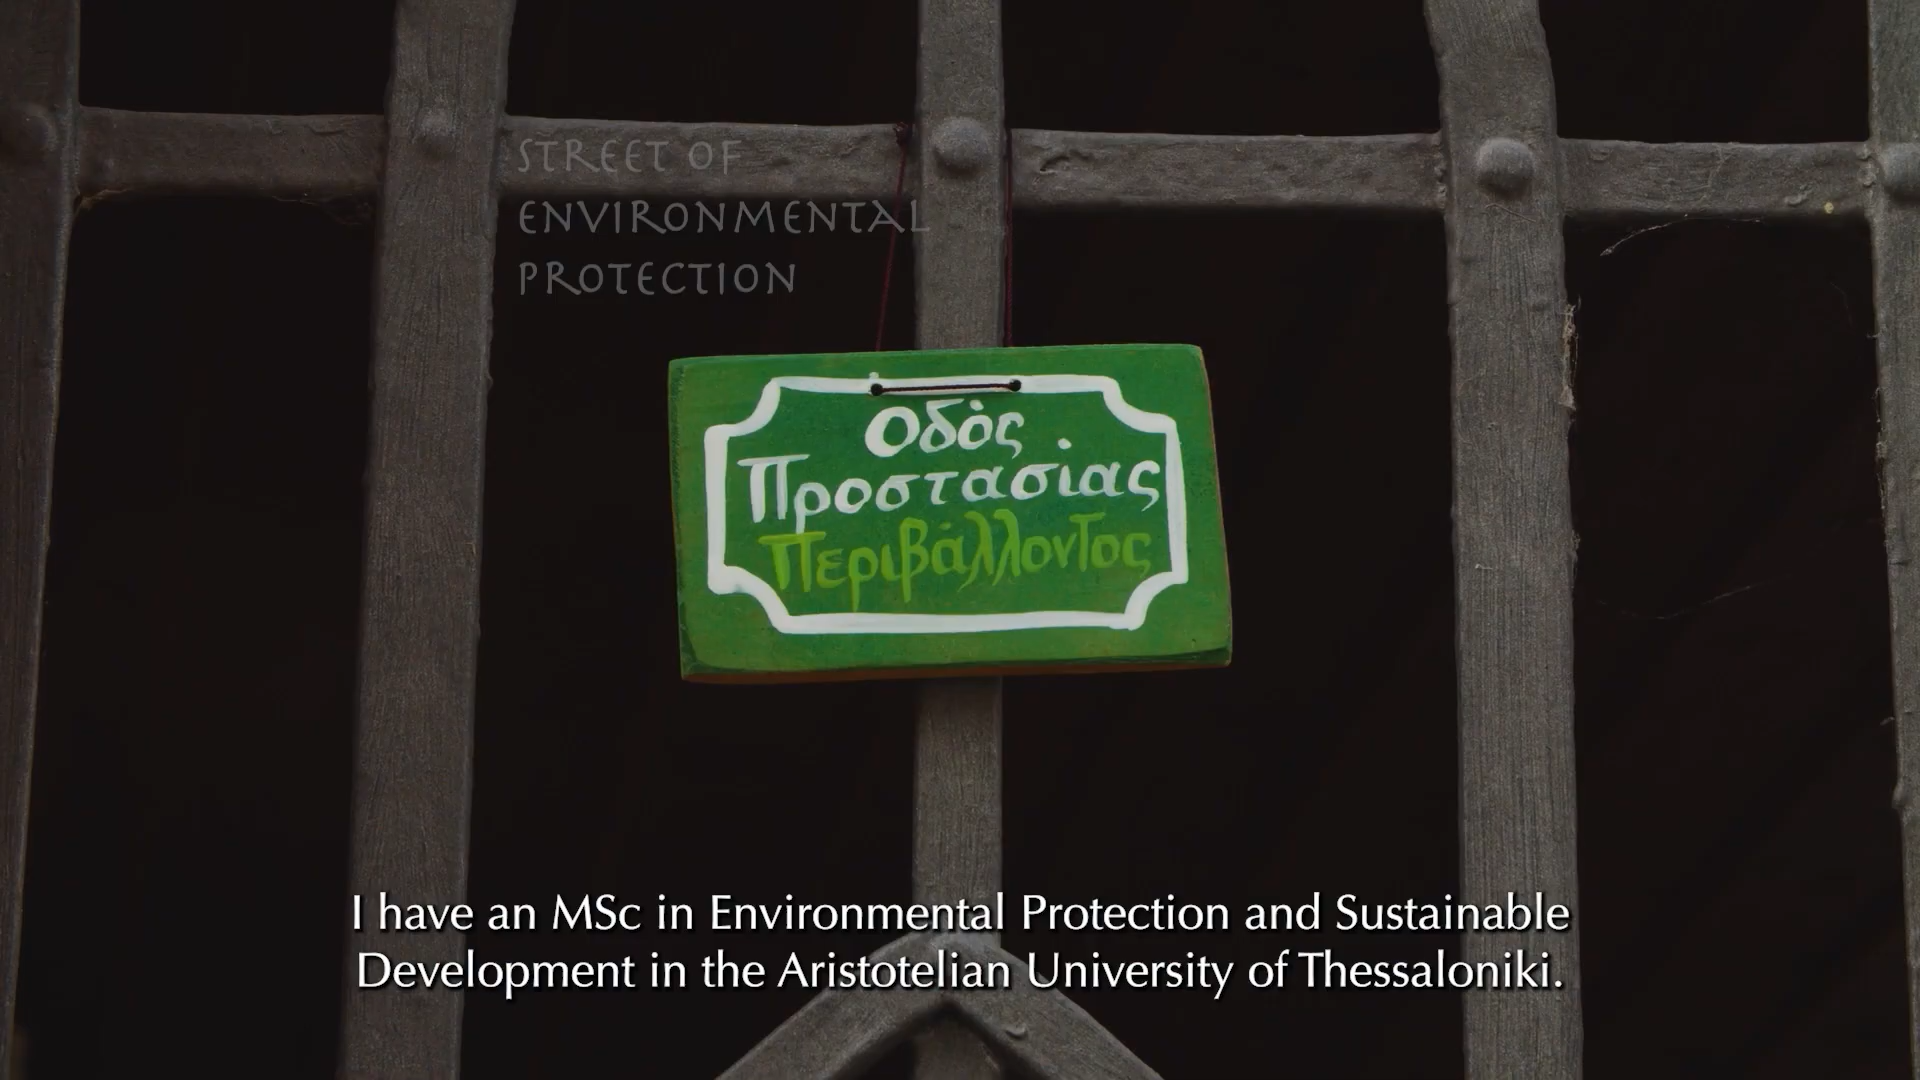 STREET OF
ENVIRONMENTAL
PROTECTION
Οδὸς
Προστασίας
Περιβάλλοντος
I have an MSc in Environmental Protection and Sustainable
Development in the Aristotelian University of Thessaloniki.